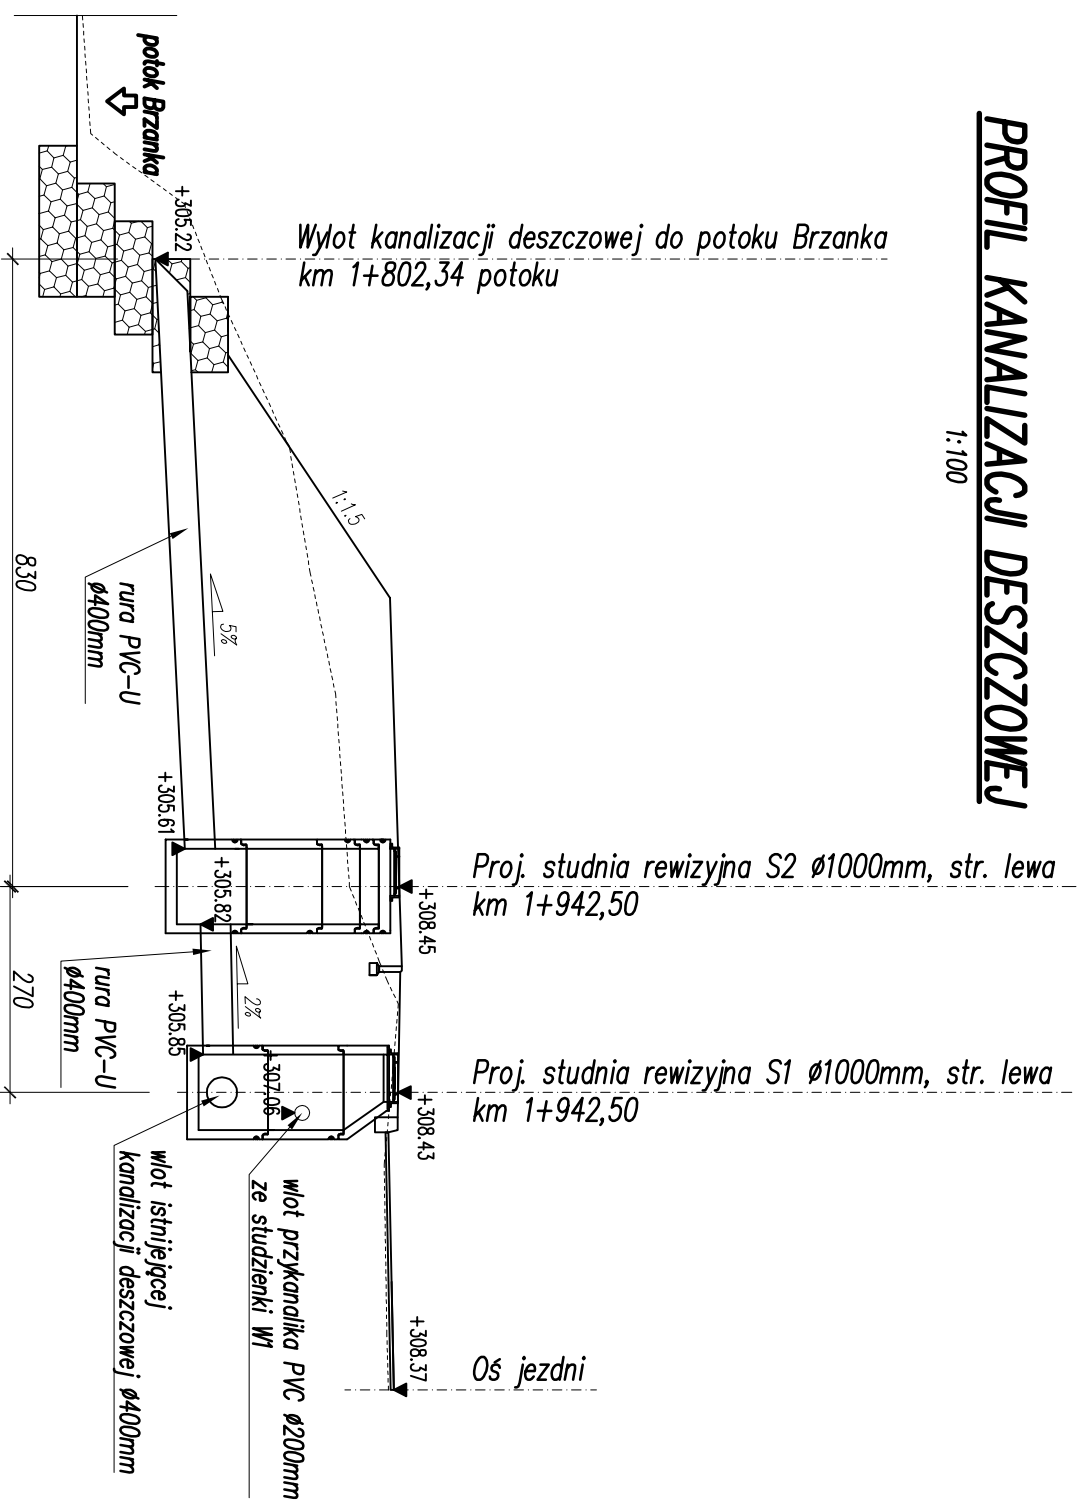 PROFIL KANALIZACJI DESZCZOWEJ
1:100
Wylot kanalizacji deszczowej do potoku Brzanka
km 1+802,34 potoku
potok Brzanka
+305.22
1:1.5
5%
rura PVC-U
ø400mm
830
+305.61
+305.82
Proj. studnia rewizyjna S2 ø1000mm, str. lewa
km 1+942,50
+308.45
2%
rura PVC-U
ø400mm
270
+305.85
+307.06
Proj. studnia rewizyjna S1 ø1000mm, str. lewa
km 1+942,50
+308.43
wlot przykanalika PVC ø200mm
ze studzienki W1
wlot istnijejącej
kanalizacji deszczowej ø400mm
+308.37
Oś jezdni